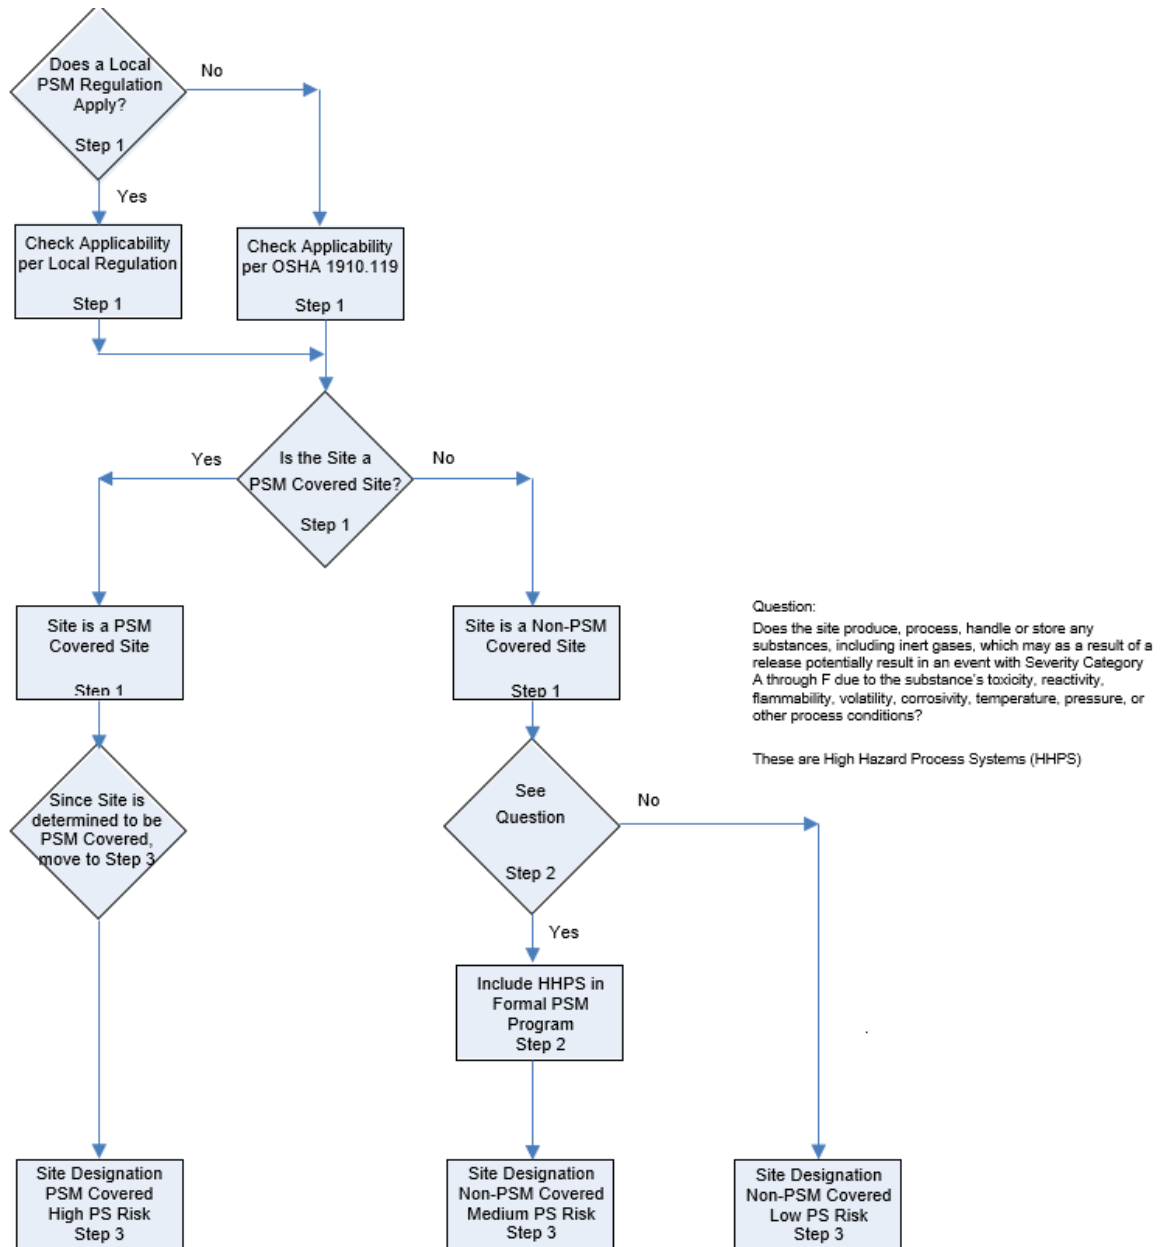 Does a Local
PSM Regulation
Apply?
Step 1
No
Yes
Check Applicability
per Local Regulation
Step 1
Check Applicability
per OSHA 1910.119
Step 1
Is the Site a
PSM Covered Site?
Step 1
Yes
No
Site is a PSM
Covered Site
Step 1
Site is a Non-PSM
Covered Site
Step 1
Question:
Does the site produce, process, handle or store any
substances, including inert gases, which may as a result of a
release potentially result in an event with Severity Category
A through F due to the substance's toxicity, reactivity,
flammability, volatility, corrosivity, temperature, pressure, or
other process conditions?
These are High Hazard Process Systems (HHPS)
Since Site is
determined to be
PSM Covered,
move to Step 3
See
Question
Step 2
No
Yes
Include HHPS in
Formal PSM
Program
Step 2
Site Designation
PSM Covered
High PS Risk
Step 3
Site Designation
Non-PSM Covered
Medium PS Risk
Step 3
Site Designation
Non-PSM Covered
Low PS Risk
Step 3